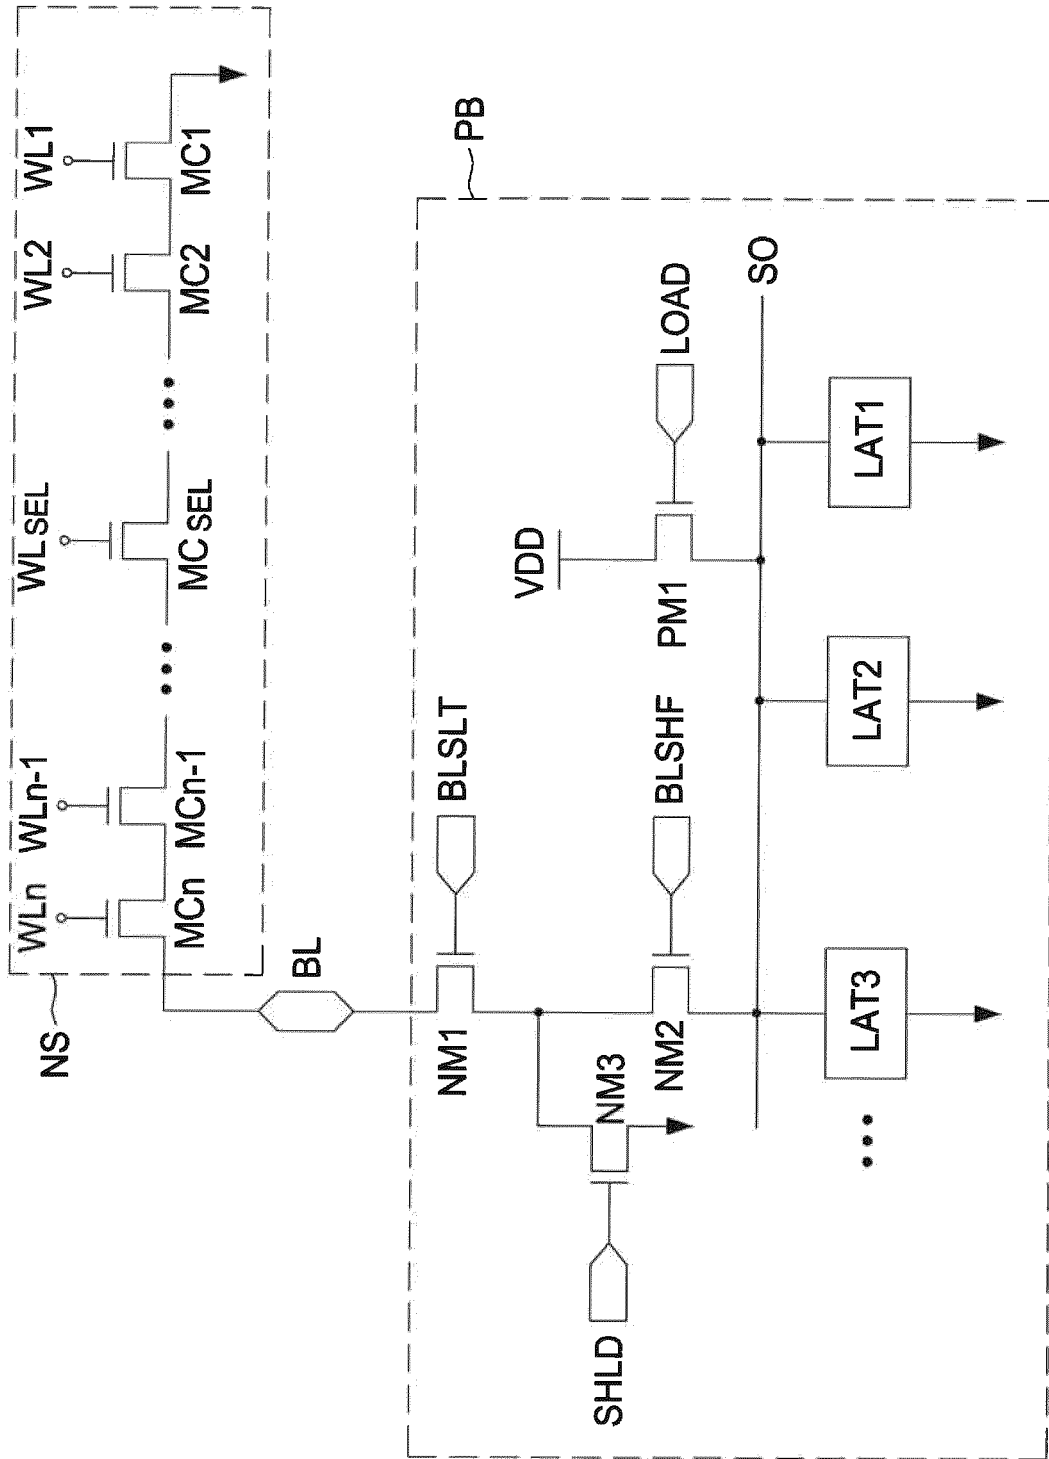 WL1
WL2
WLSEL
WLn-1
WLn
MC1
MC2
MCSEL
MCn-1
MCn
NS
BL
PB
BLSLT
NM1
VDD
LOAD
PM1
SO
BLSHF
NM2
NM3
SHLD
LAT1
LAT2
LAT3